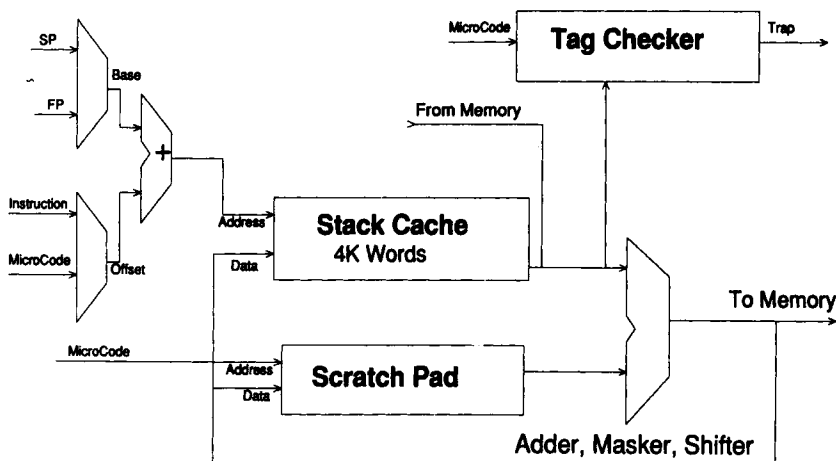 SP
MicroCode
Tag Checker
Trap
Base
FP
From Memory
+
Instruction
Address
Stack Cache
4K Words
MicroCode
Offset
Data
To Memory
MicroCode
Address
Scratch Pad
Data
Adder, Masker, Shifter